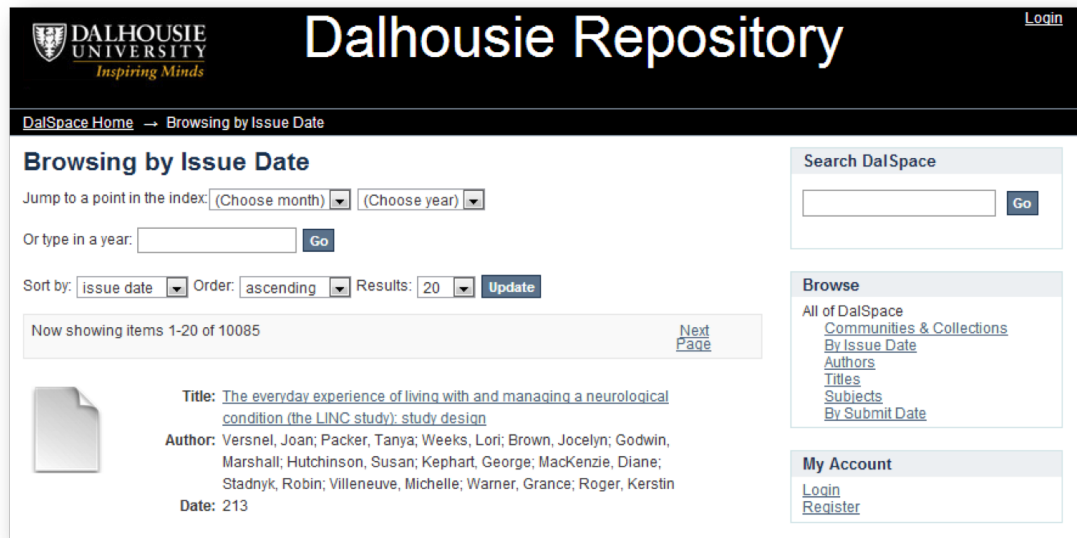 DALHOUSIE
UNIVERSITY
Inspiring Minds
Dalhousie Repository
Login
DalSpace Home → Browsing by Issue Date
Browsing by Issue Date
Jump to a point in the index: (Choose month) (Choose year)
Or type in a year: Go
Sort by: issue date Order: ascending Results: 20 Update
Now showing items 1-20 of 10085
Next
Page
Title: The everyday experience of living with and managing a neurological
condition (the LINC study): study design
Author: Versnel, Joan; Packer, Tanya; Weeks, Lori; Brown, Jocelyn; Godwin,
Marshall; Hutchinson, Susan; Kephart, George; MacKenzie, Diane;
Stadnyk, Robin; Villeneuve, Michelle; Warner, Grance; Roger, Kerstin
Date: 213
Search DalSpace
Go
Browse
All of DalSpace
Communities & Collections
By Issue Date
Authors
Titles
Subjects
By Submit Date
My Account
Login
Register